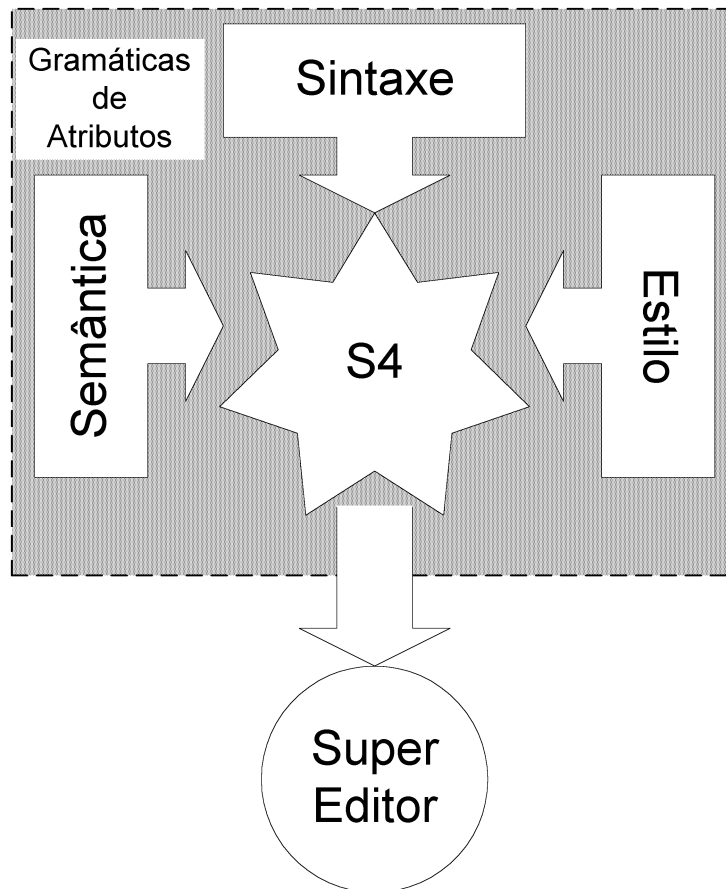 Gramáticas
de
Atributos
Sintaxe
Semântica
S4
Estilo
Super
Editor